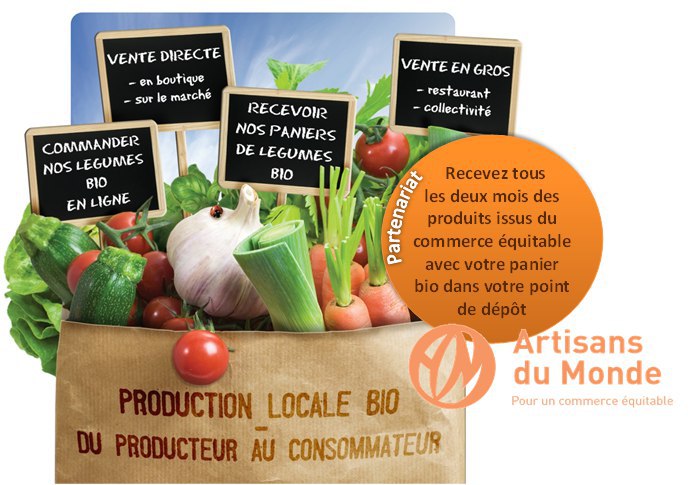 VENTE DIRECTE
- en boutique
- sur le marché
VENTE EN GROS
- restaurant
- collectivité
RECEVOIR
NOS PANIERS
DE LEGUMES
BIO
COMMANDER
NOS LEGUMES
BIO
EN LIGNE
Partenariat
Recevez tous
les deux mois des
produits issus du
commerce équitable
avec votre panier
bio dans votre point
de dépôt
Artisans
du Monde
Pour un commerce équitable
PRODUCTION LOCALE BIO
-
DU PRODUCTEUR AU CONSOMMATEUR